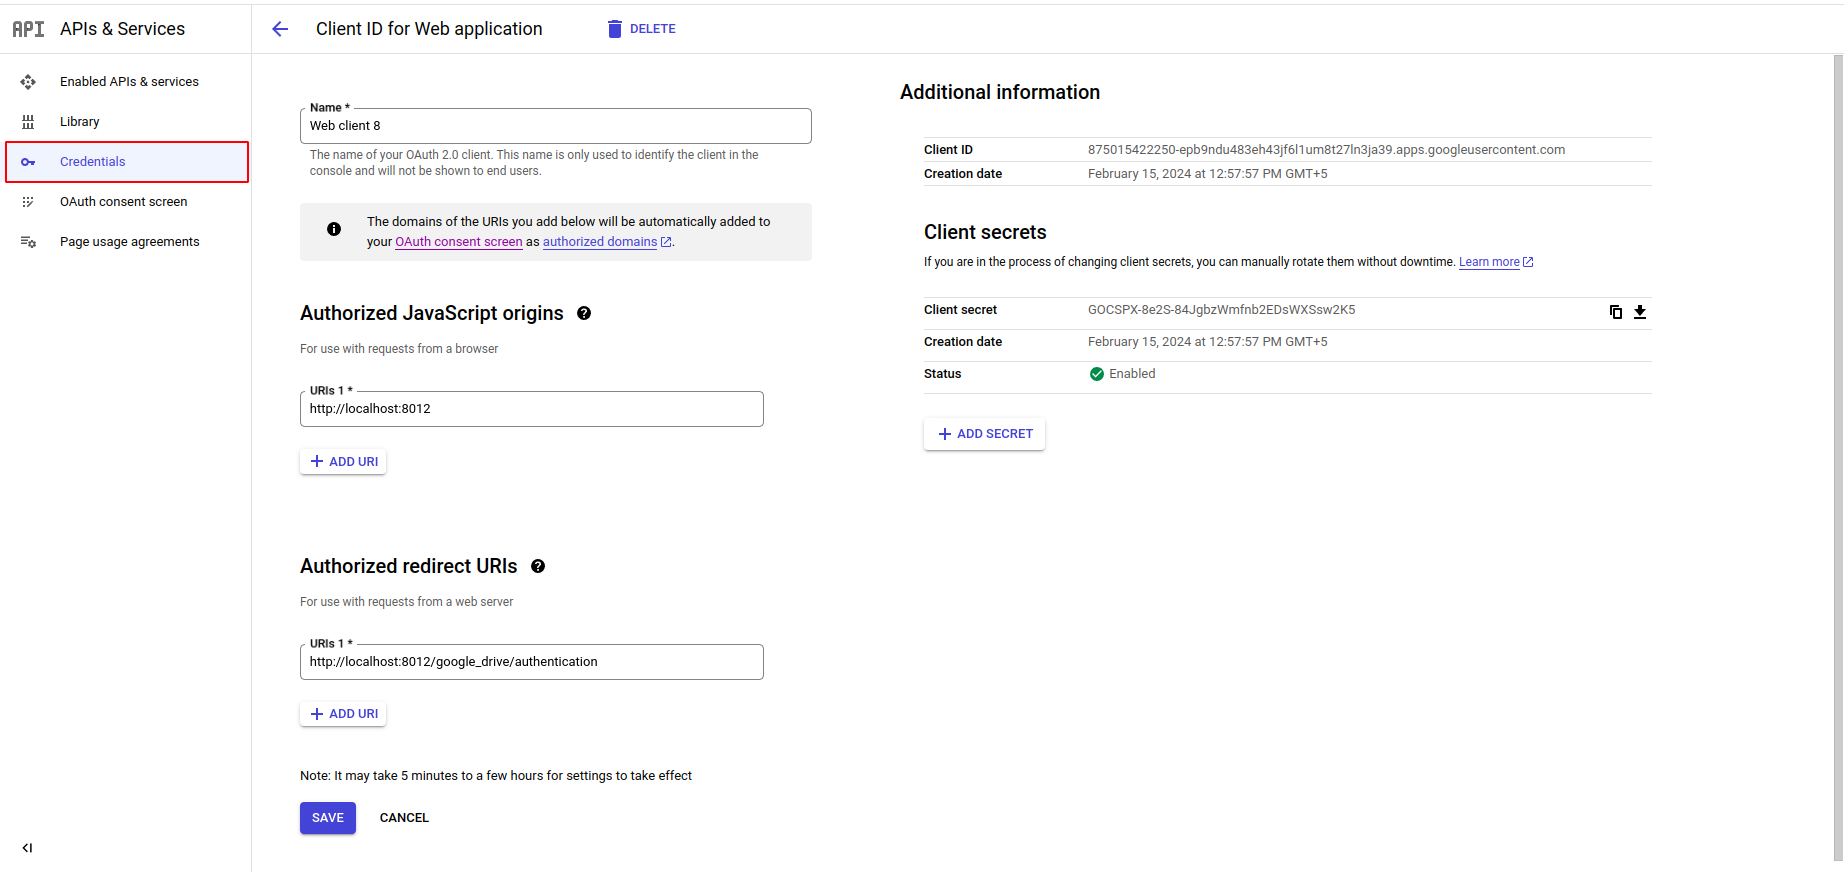 API APIs & Services
Client ID for Web application
DELETE
Enabled APIs & services
Library
Credentials
OAuth consent screen
Page usage agreements
Name *
Web client 8
The name of your OAuth 2.0 client. This name is only used to identify the client in the
console and will not be shown to end users.
The domains of the URIs you add below will be automatically added to
your OAuth consent screen as authorized domains.
Authorized JavaScript origins
For use with requests from a browser
URIs 1 *
http://localhost:8012
ADD URI
Authorized redirect URIs
For use with requests from a web server
URIs 1 *
http://localhost:8012/google_drive/authentication
ADD URI
Note: It may take 5 minutes to a few hours for settings to take effect
SAVE CANCEL
Additional information
Client ID 875015422250-epb9ndu483eh43jf6l1um8t27ln3ja39.apps.googleusercontent.com
Creation date February 15, 2024 at 12:57:57 PM GMT+5
Client secrets
If you are in the process of changing client secrets, you can manually rotate them without downtime. Learn more
Client secret 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
Creation date February 15, 2024 at 12:57:57 PM GMT+5
Status Enabled
ADD SECRET